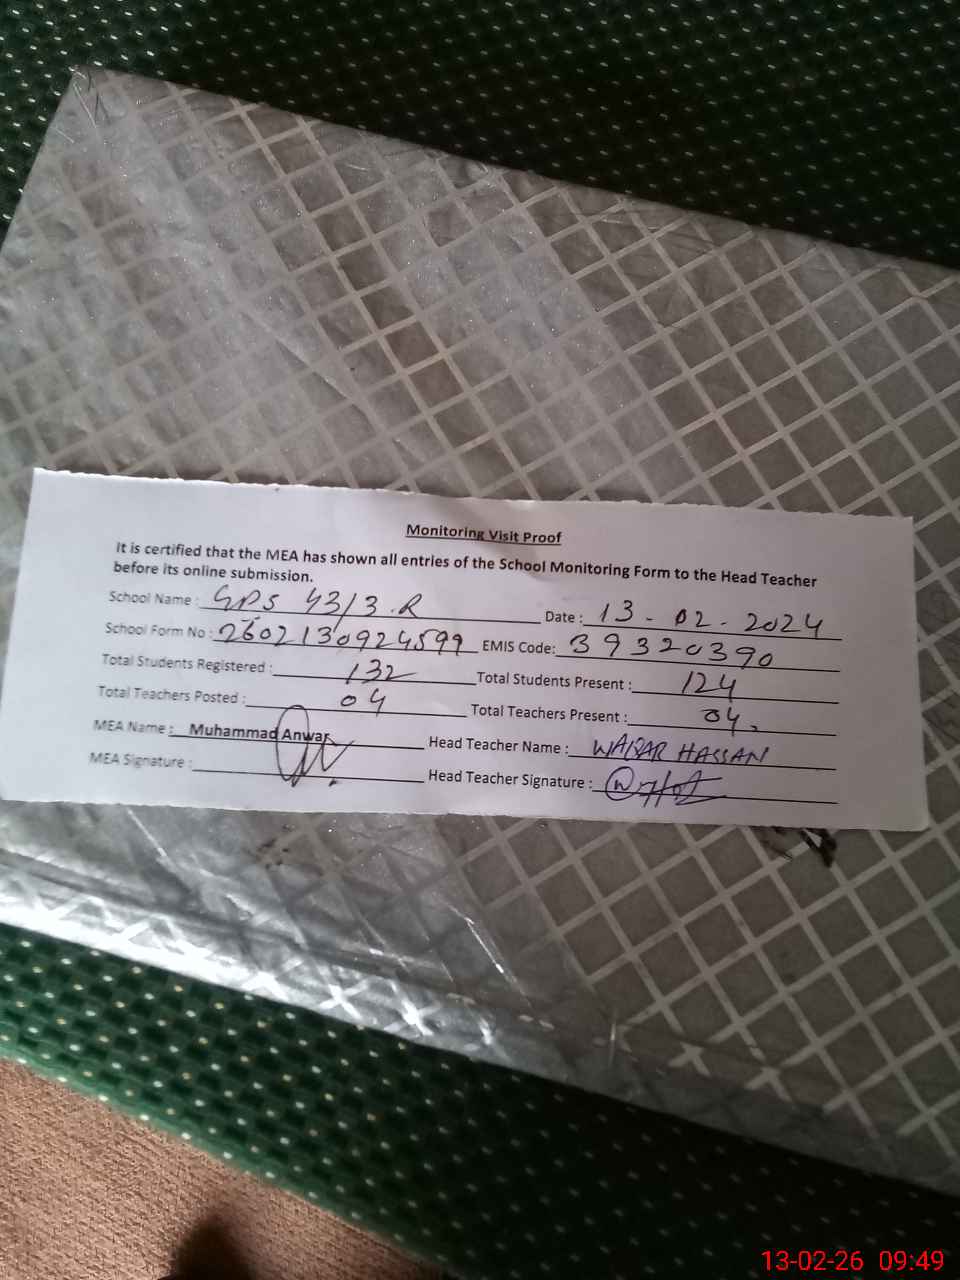 Monitoring Visit Proof
It is certified that the MEA has shown all entries of the School Monitoring Form to the Head Teacher
before its online submission.
School Name : GPS 43/3.R Date : 13-02-2024
School Form No : 2602130924599 EMIS Code: 39320390
Total Students Registered : 132 Total Students Present : 124
Total Teachers Posted : 04 Total Teachers Present : 04
MEA Name : Muhammad Anwar Head Teacher Name : WAQAR HASSAN
MEA Signature : Head Teacher Signature :
13-02-26 09:49